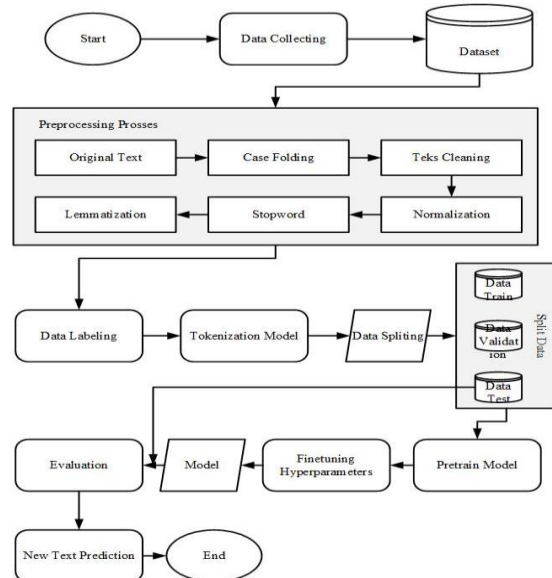 Start
Data Collecting
Dataset
Preprocessing Prosses
Original Text
Case Folding
Teks Cleaning
Lemmatization
Stopword
Normalization
Data Labeling
Tokenization Model
Data Spliting
Data
Train
Data
Validat
ion
Data
Test
Split Data
Evaluation
Model
Finetuning
Hyperparameters
Pretrain Model
New Text Prediction
End